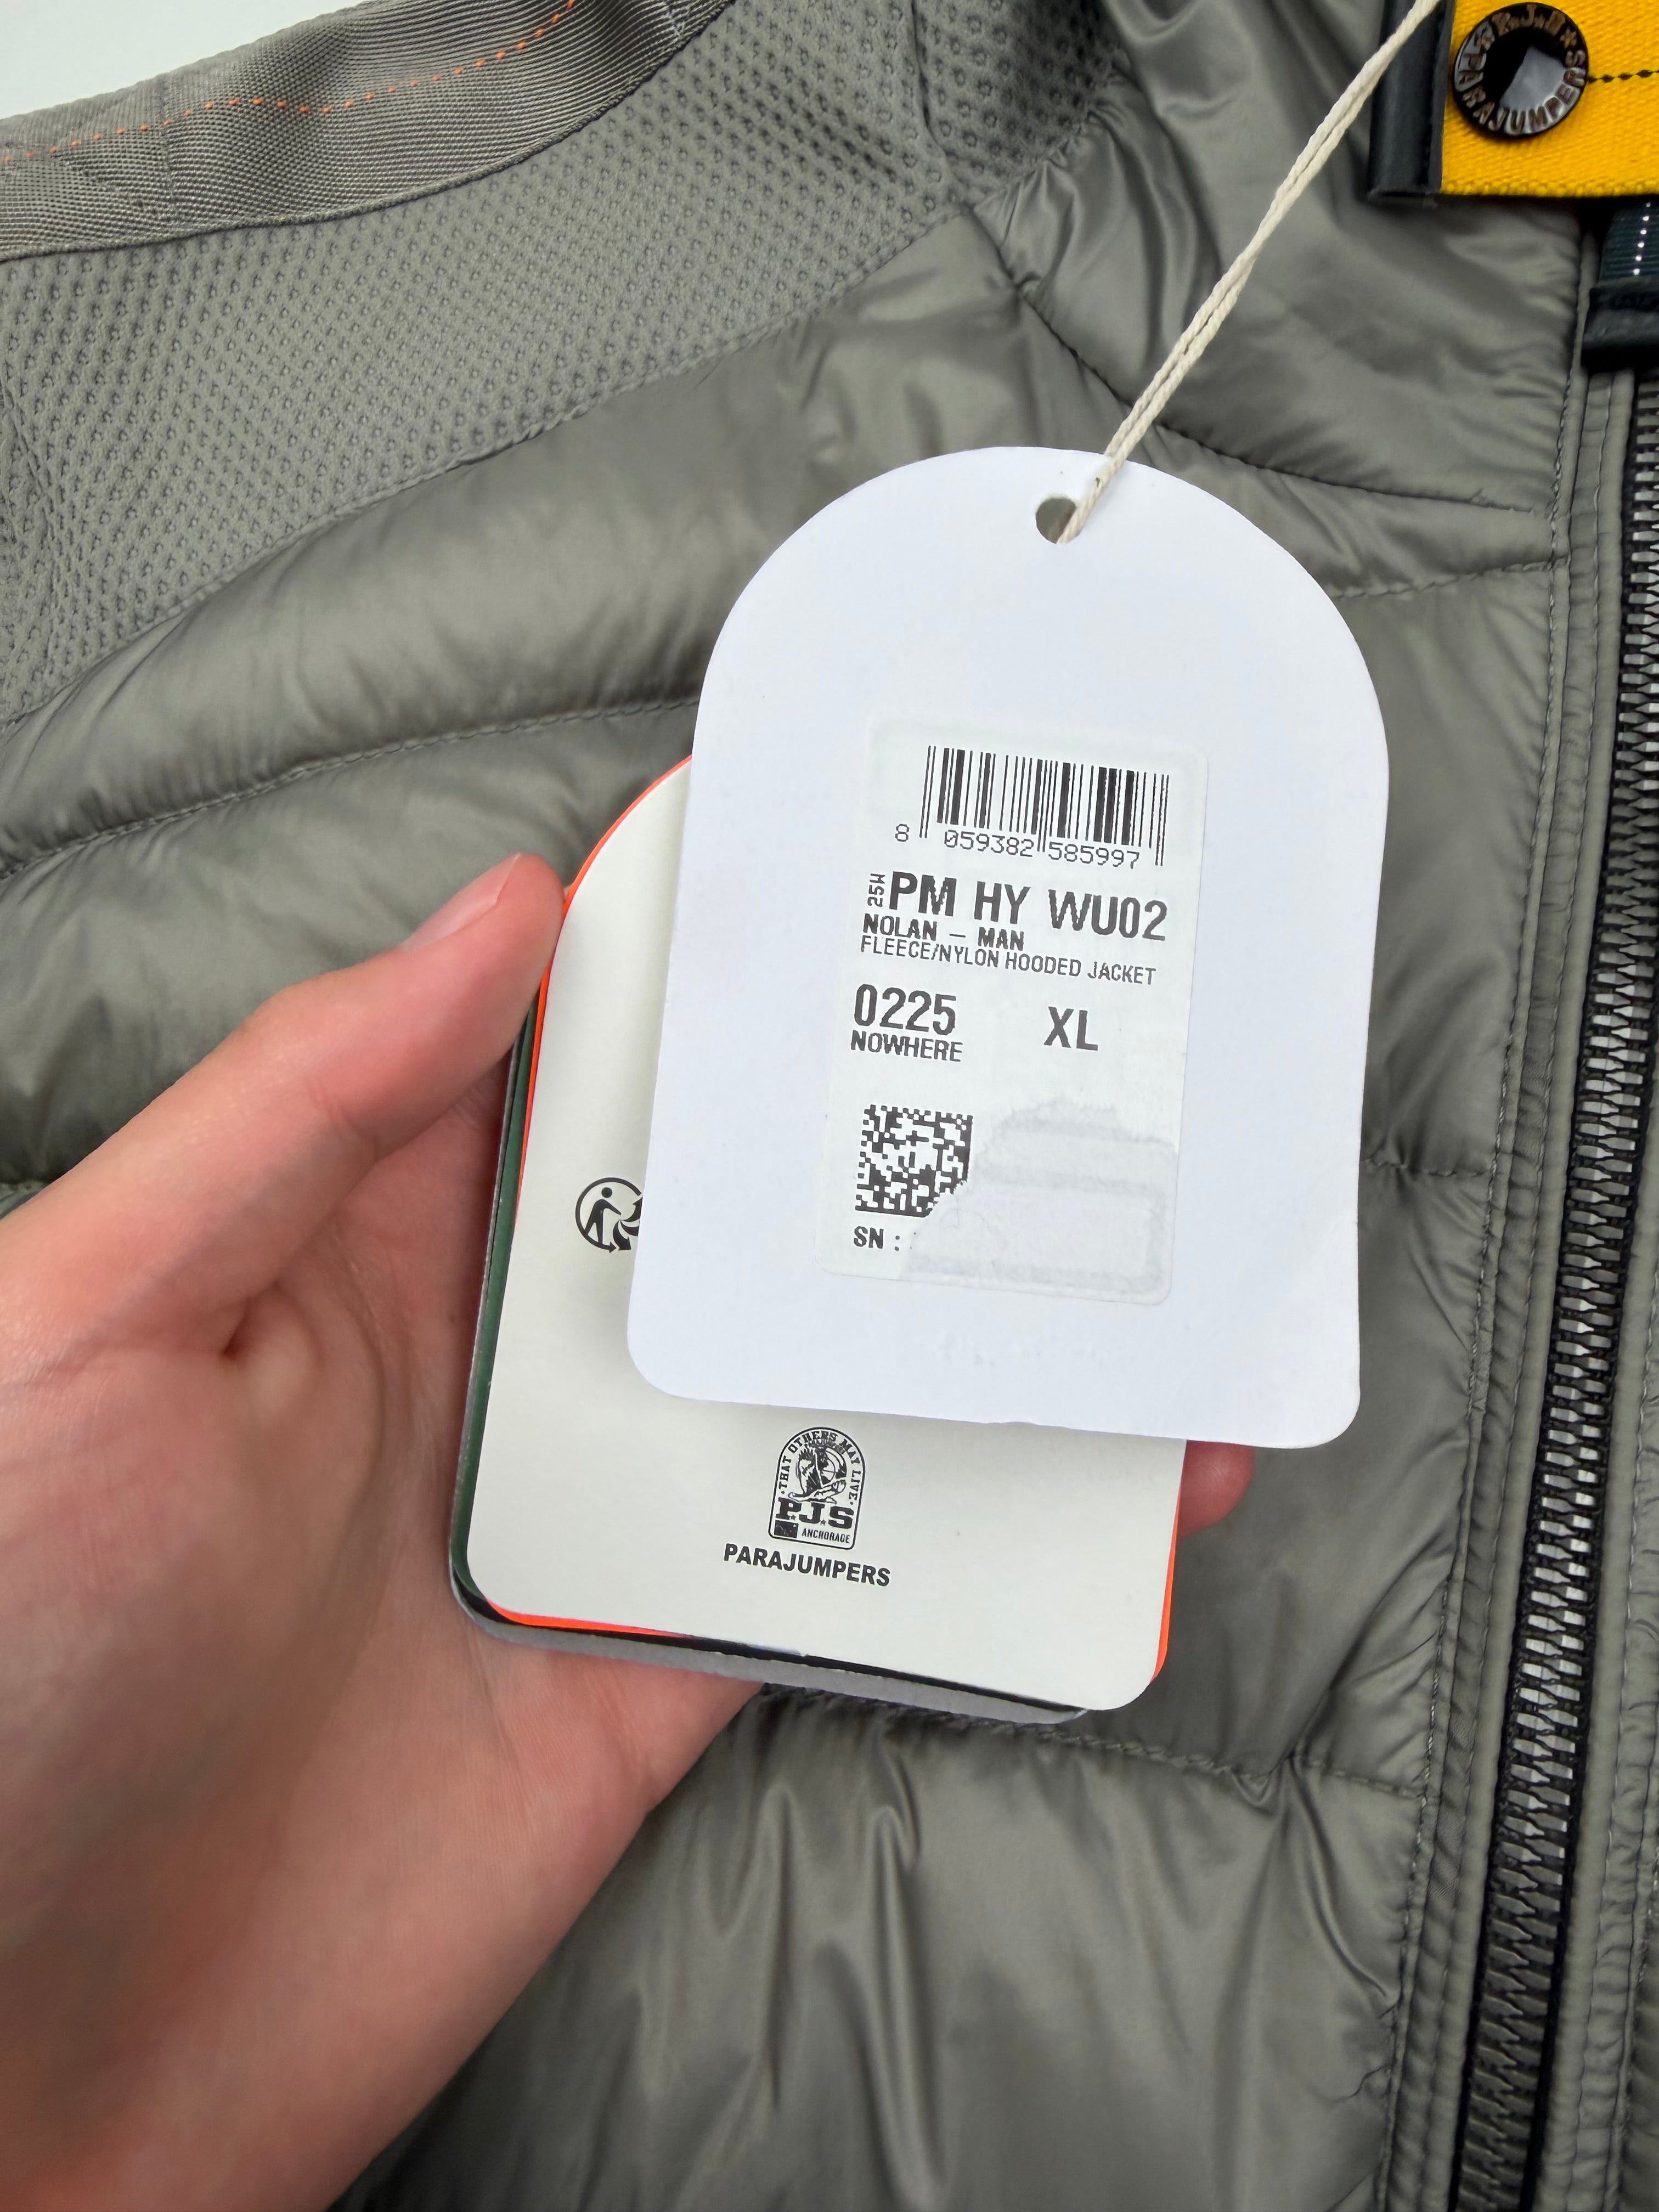 P.J.S
PARAJUMPERS
8 059382 585997
25W
PM HY WU02
NOLAN – MAN
FLEECE/NYLON HOODED JACKET
0225 XL
NOWHERE
SN :
THAT OTHERS MAY LIVE
P.J.S
ANCHORAGE
PARAJUMPERS